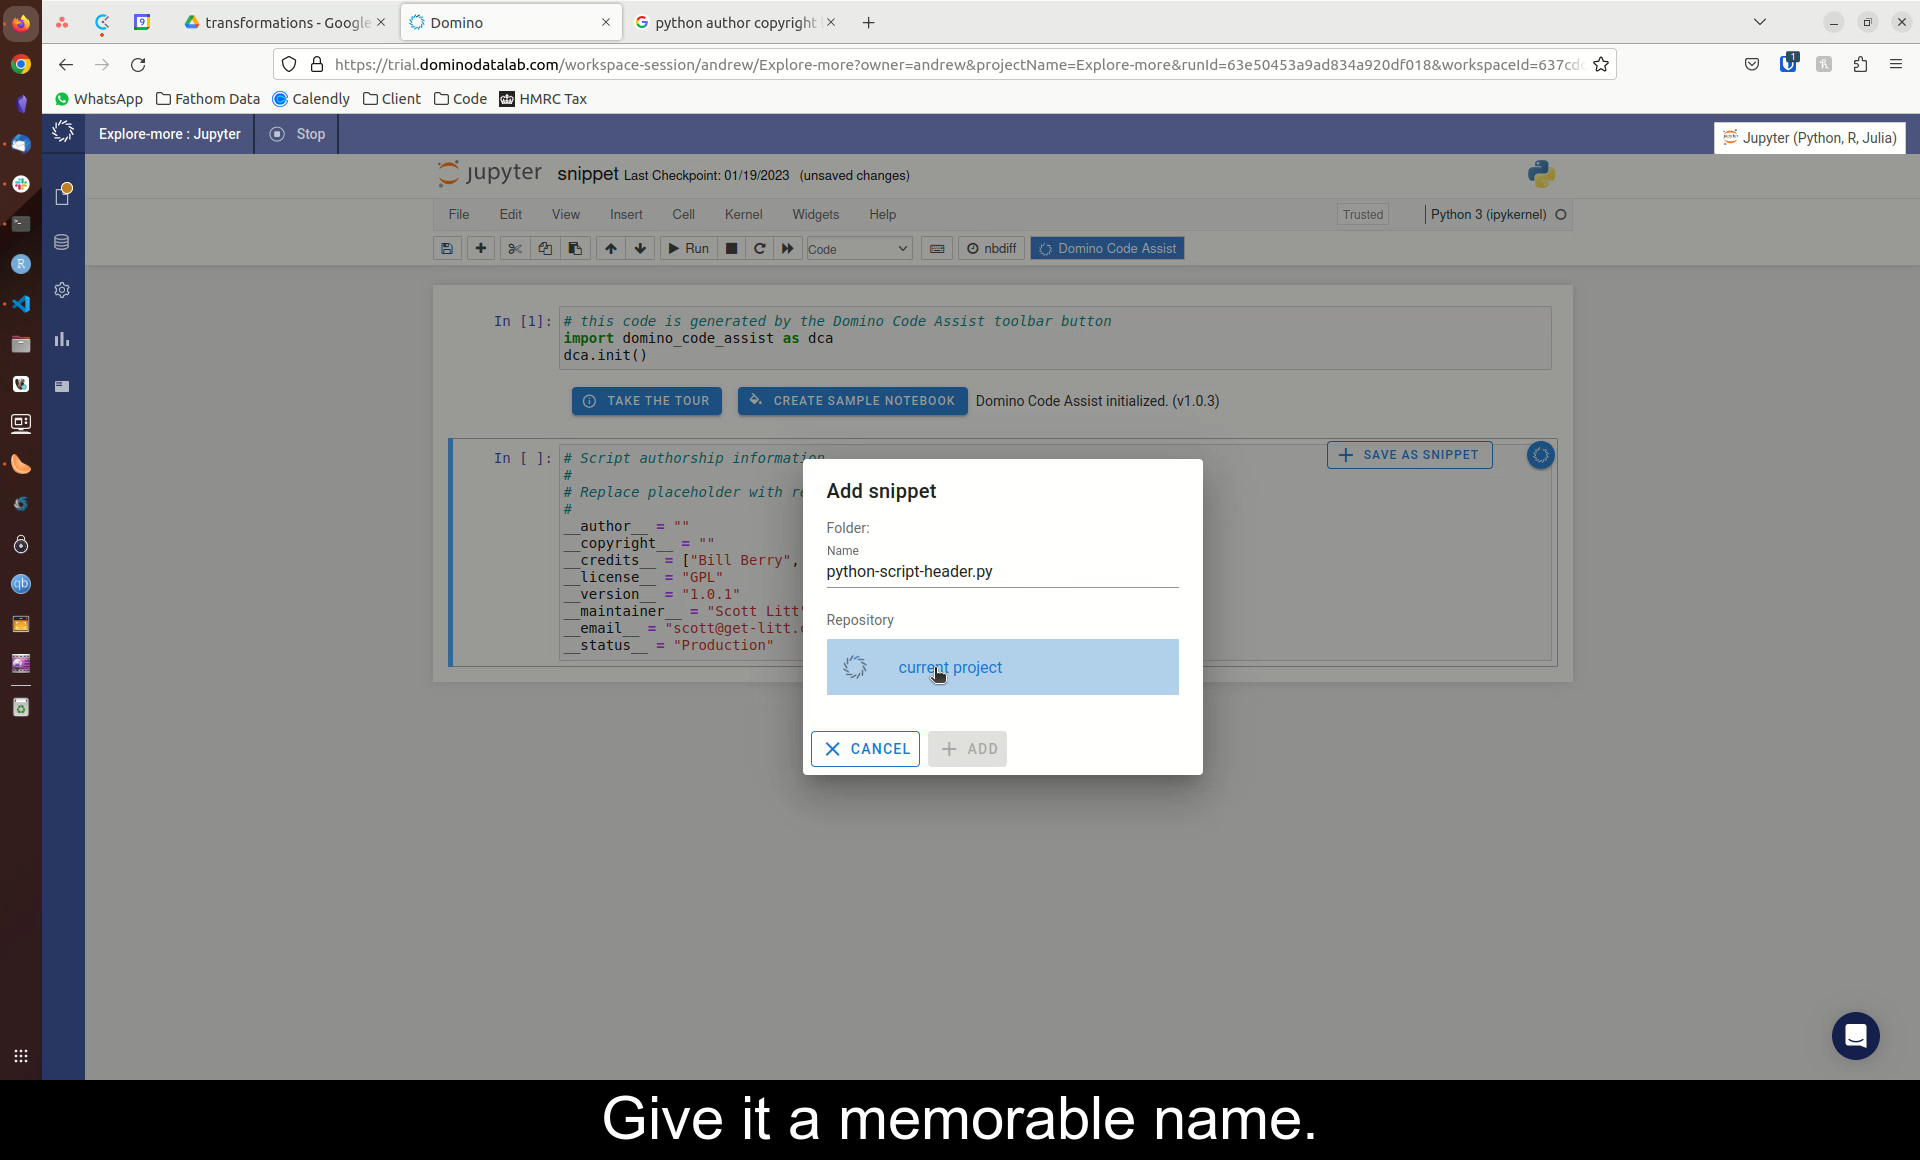 transformations - Google
Domino
python author copyright
https://trial.dominodatalab.com/workspace-session/andrew/Explore-more?owner=andrew&projectName=Explore-more&runId=63e50453a9ad834a920df018&workspaceId=637cd
WhatsApp
Fathom Data
Calendly
Client
Code
HMRC Tax
Explore-more : Jupyter
Stop
Jupyter (Python, R, Julia)
jupyter snippet Last Checkpoint: 01/19/2023 (unsaved changes)
File Edit View Insert Cell Kernel Widgets Help
Trusted
Python 3 (ipykernel)
Run
Code
nbdiff
Domino Code Assist
In [1]: # this code is generated by the Domino Code Assist toolbar button
import domino_code_assist as dca
dca.init()
TAKE THE TOUR
CREATE SAMPLE NOTEBOOK
Domino Code Assist initialized. (v1.0.3)
SAVE AS SNIPPET
In [ ]: # Script authorship information
#
# Replace placeholder with
#
__author__ = ""
__copyright__ = ""
__credits__ = ["Bill Berry",
__license__ = "GPL"
__version__ = "1.0.1"
__maintainer__ = "Scott Litt"
__email__ = "scott@get-litt.
__status__ = "Production"
Add snippet
Folder:
Name
python-script-header.py
Repository
current project
CANCEL
ADD
Give it a memorable name.